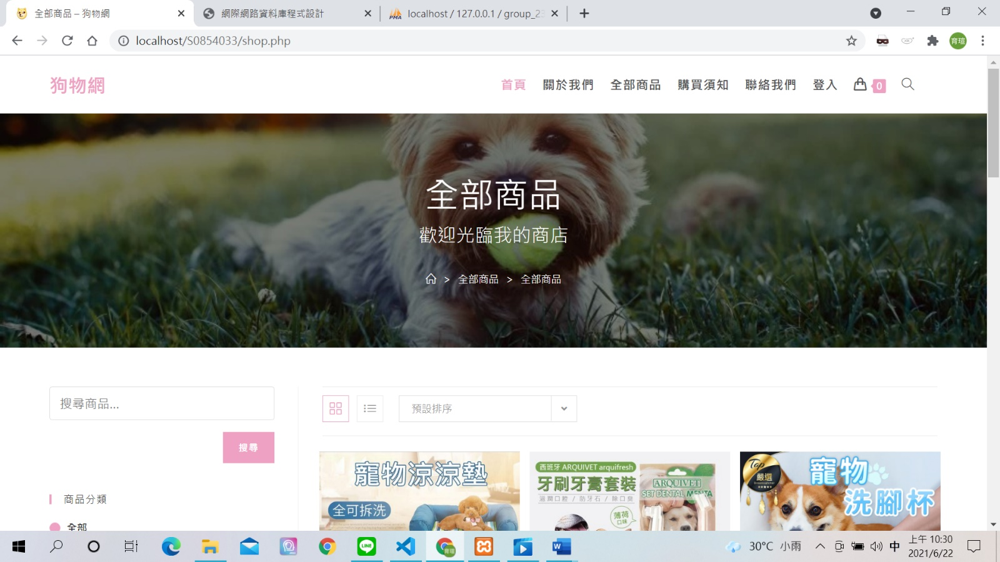 全部商品 – 狗物網
網際網路資料庫程式設計
localhost / 127.0.0.1 / group_23
localhost/S0854033/shop.php
育瑄
狗物網
首頁 關於我們 全部商品 購買須知 聯絡我們 登入 0
全部商品
歡迎光臨我的商店
> 全部商品 > 全部商品
搜尋商品...
搜尋
商品分類
全部
預設排序
寵物涼涼墊
全可拆洗
西班牙 ARQUIVET arquifresh
牙刷牙膏套裝
滋潤口腔 / 防牙石 / 除口臭
薄荷
口味
ARQUIVET
SET DENTAL MENTA
Top
嚴選
寵物
洗腳杯
30°C 小雨
中
上午 10:30
2021/6/22